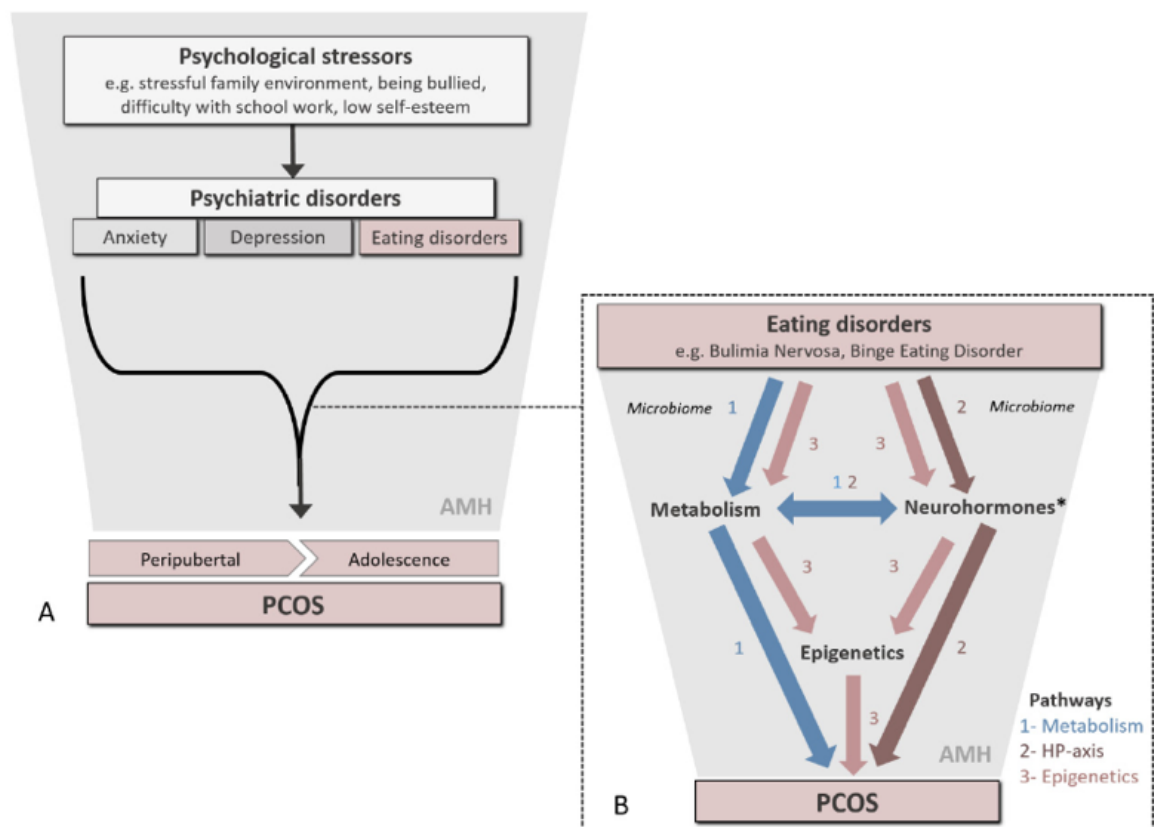 Psychological stressors
e.g. stressful family environment, being bullied,
difficulty with school work, low self-esteem
Psychiatric disorders
Anxiety
Depression
Eating disorders
AMH
Peripubertal
Adolescence
PCOS
A
Eating disorders
e.g. Bulimia Nervosa, Binge Eating Disorder
Microbiome
1
2
Microbiome
3
3
1 2
Metabolism
Neurohormones*
3
3
1
Epigenetics
2
3
AMH
Pathways
1- Metabolism
2- HP-axis
3- Epigenetics
PCOS
B